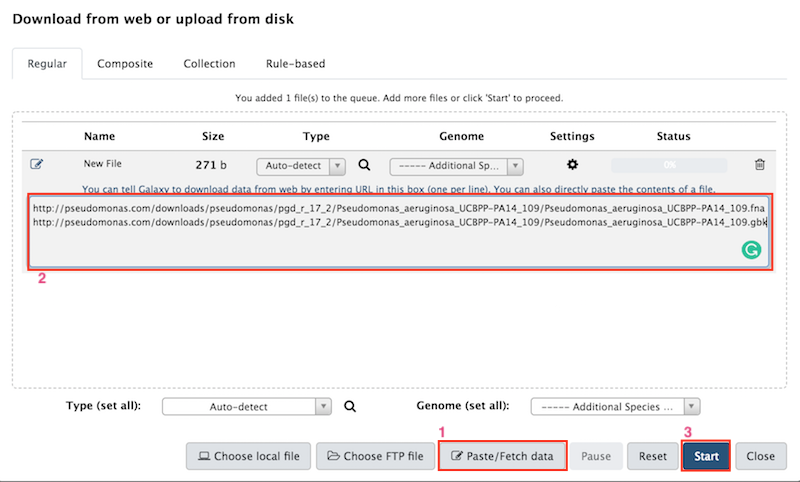 Download from web or upload from disk
Regular Composite Collection Rule-based
You added 1 file(s) to the queue. Add more files or click 'Start' to proceed.
Name Size Type Genome Settings Status
New File 271 b Auto-detect ----- Additional Sp... 0%
You can tell Galaxy to download data from web by entering URL in this box (one per line). You can also directly paste the contents of a file.
http://pseudomonas.com/downloads/pseudomonas/pgd_r_17_2/Pseudomonas_aeruginosa_UCBPP-PA14_109/Pseudomonas_aeruginosa_UCBPP-PA14_109.fna
http://pseudomonas.com/downloads/pseudomonas/pgd_r_17_2/Pseudomonas_aeruginosa_UCBPP-PA14_109/Pseudomonas_aeruginosa_UCBPP-PA14_109.gbk
2
Type (set all): Auto-detect Genome (set all): ----- Additional Species ...
1 3
Choose local file Choose FTP file Paste/Fetch data Pause Reset Start Close